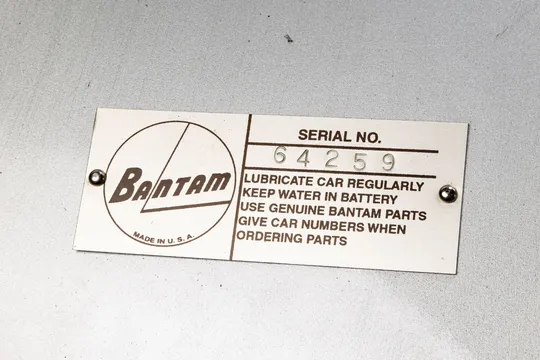 BANTAM
MADE IN U.S.A.
SERIAL NO.
64259
LUBRICATE CAR REGULARLY
KEEP WATER IN BATTERY
USE GENUINE BANTAM PARTS
GIVE CAR NUMBERS WHEN
ORDERING PARTS